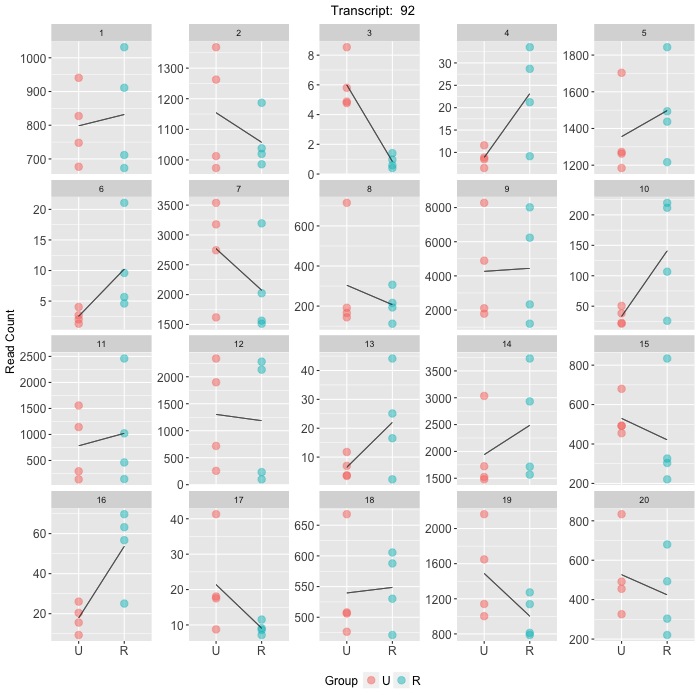 Transcript:  92
1 2 3 4 5
1000 900 800 700
1300 1200 1100 1000
8 6 4 2 0
30 25 20 15 10
1800 1600 1400 1200
6 7 8 9 10
20 15 10 5
3500 3000 2500 2000 1500
600 400 200
8000 6000 4000 2000
200 150 100 50
Read Count
11 12 13 14 15
2500 2000 1500 1000 500
2000 1500 1000 500 0
40 30 20 10
3500 3000 2500 2000 1500
800 600 400 200
16 17 18 19 20
60 40 20
40 30 20 10
650 600 550 500
2000 1600 1200 800
800 600 400 200
U R U R U R U R U R
Group U R